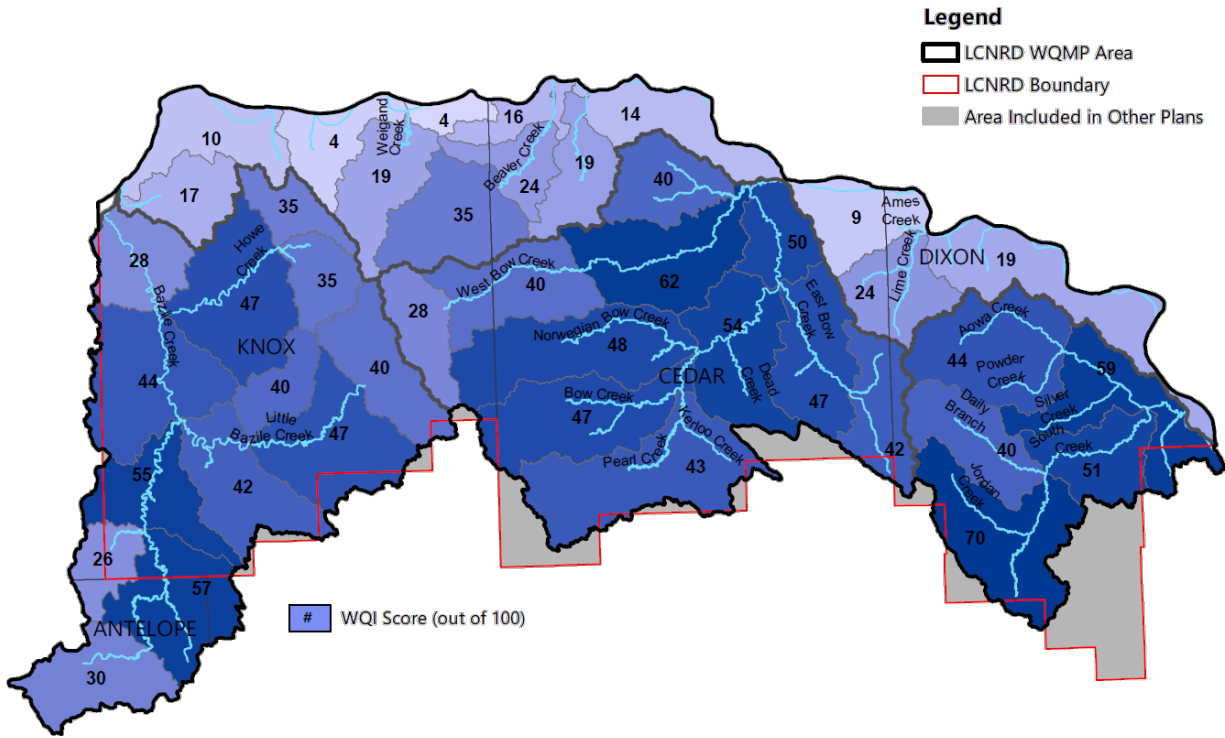 Legend
LCNRD WQMP Area
LCNRD Boundary
Area Included in Other Plans
10
4
Weigand
Creek
4
16
14
17
19
Beaver Creek
24
19
35
35
40
9
Ames
Creek
DIXON
19
28
Howe
Creek
35
50
24
Lime Creek
Bazile Creek
47
28
West Bow Creek
40
62
East Bow
Creek
KNOX
Norwegian Bow Creek
48
54
Aowa Creek
44
40
40
CEDAR
Dead
Creek
44
Powder
Creek
59
Little
Bazile Creek
47
Bow Creek
47
47
Daily
Branch
Silver
Creek
South
Creek
Kerloo Creek
Pearl Creek
43
42
40
51
55
42
Jordan
Creek
70
26
57
# WQI Score (out of 100)
ANTELOPE
30